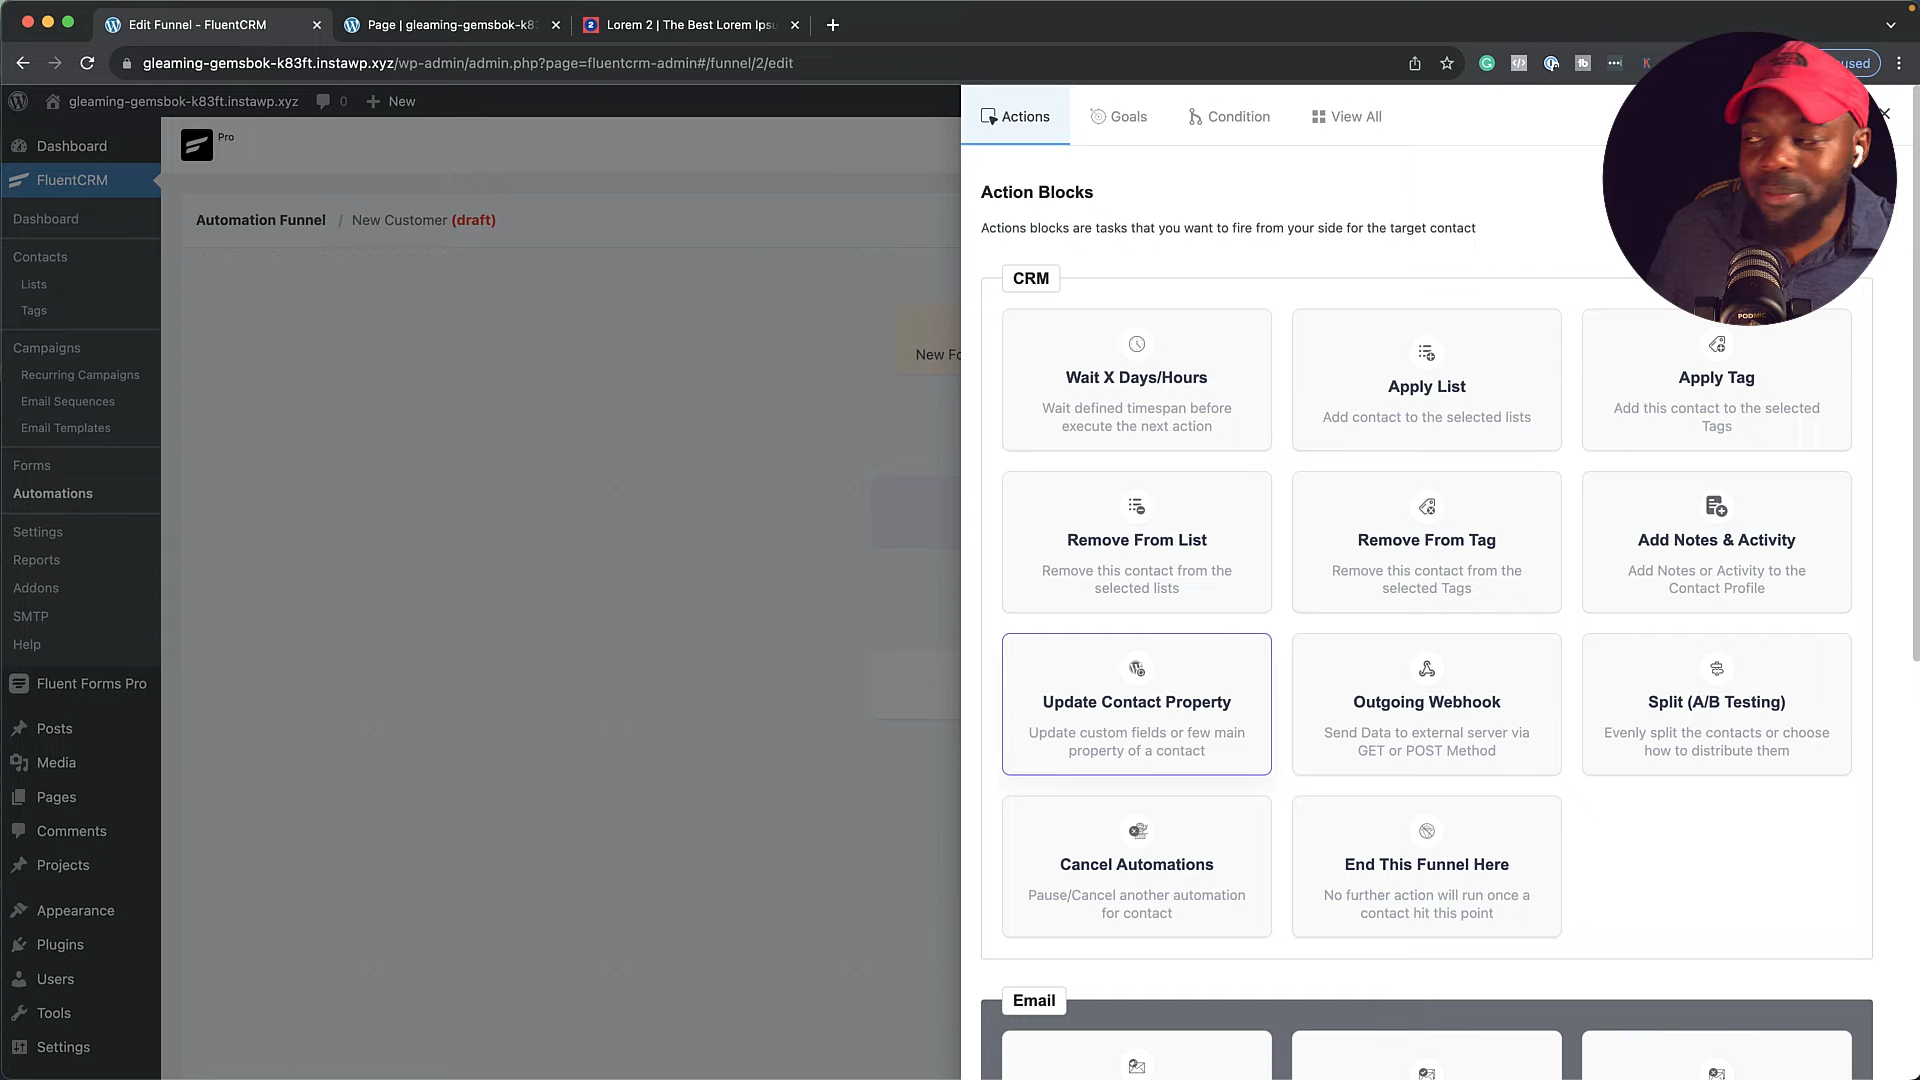 Edit Funnel - FluentCRM
Page | gleaming-gemsbok-k83
Lorem 2 | The Best Lorem Ipsu
gleaming-gemsbok-k83ft.instawp.xyz/wp-admin/admin.php?page=fluentcrm-admin#/funnel/2/edit
used
gleaming-gemsbok-k83ft.instawp.xyz
0
New
Dashboard
FluentCRM
Dashboard
Contacts
Lists
Tags
Campaigns
Recurring Campaigns
Email Sequences
Email Templates
Forms
Automations
Settings
Reports
Addons
SMTP
Help
Fluent Forms Pro
Posts
Media
Pages
Comments
Projects
Appearance
Plugins
Users
Tools
Settings
Pro
Automation Funnel / New Customer (draft)
New Fo
Actions
Goals
Condition
View All
Action Blocks
Actions blocks are tasks that you want to fire from your side for the target contact
CRM
Wait X Days/Hours
Wait defined timespan before
execute the next action
Apply List
Add contact to the selected lists
Apply Tag
Add this contact to the selected
Tags
Remove From List
Remove this contact from the
selected lists
Remove From Tag
Remove this contact from the
selected Tags
Add Notes & Activity
Add Notes or Activity to the
Contact Profile
Update Contact Property
Update custom fields or few main
property of a contact
Outgoing Webhook
Send Data to external server via
GET or POST Method
Split (A/B Testing)
Evenly split the contacts or choose
how to distribute them
Cancel Automations
Pause/Cancel another automation
for contact
End This Funnel Here
No further action will run once a
contact hit this point
Email
PODMIC